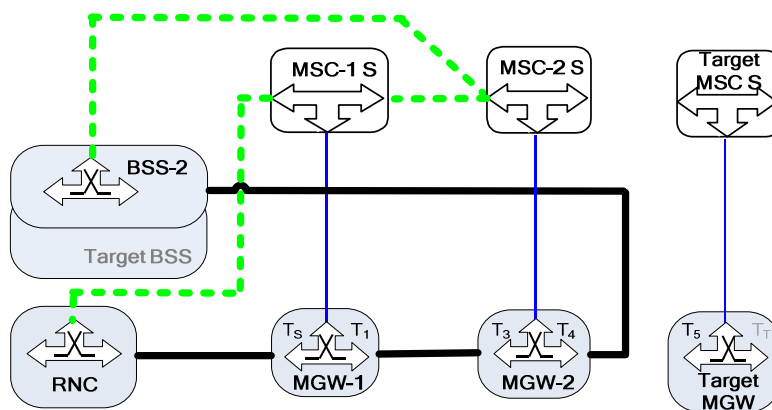 MSC-1 S
MSC-2 S
Target
MSC S
BSS-2
Target BSS
RNC
TS
T1
MGW-1
T3
T4
MGW-2
T5
TT
Target
MGW